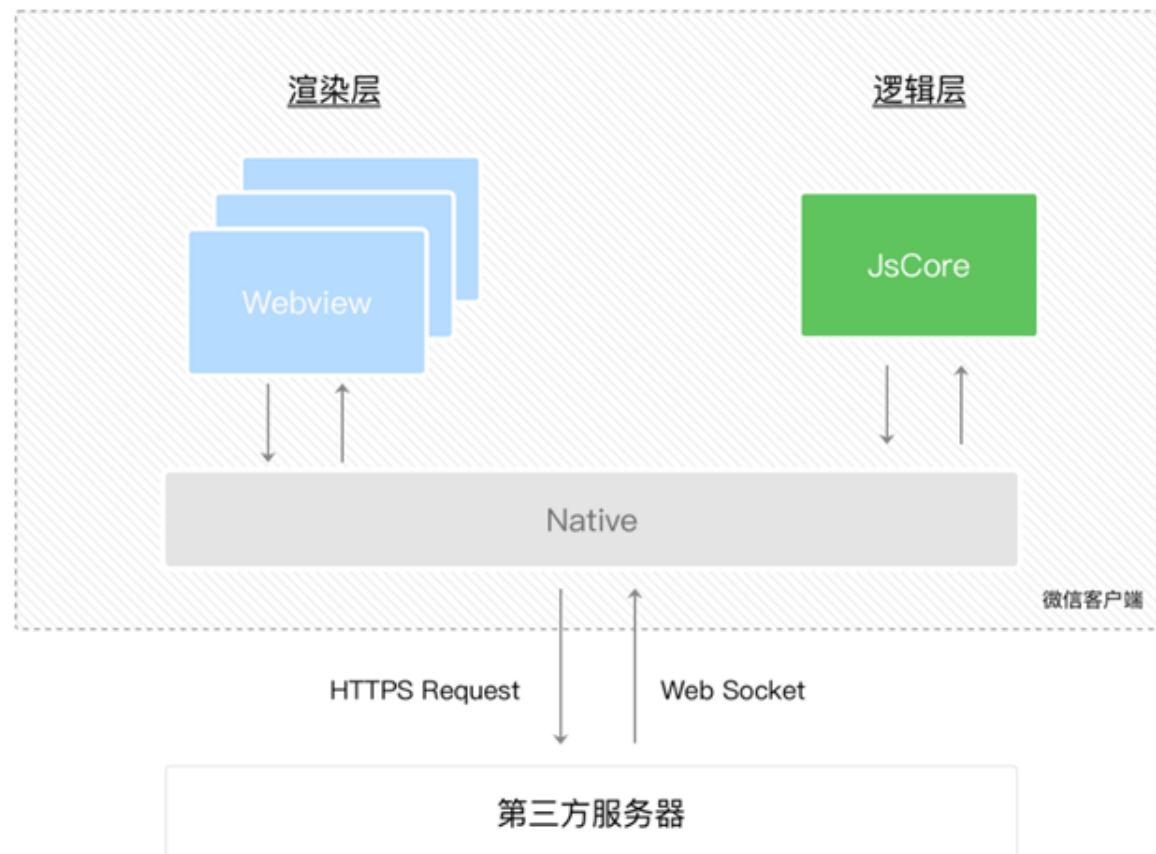 渲染层
逻辑层
Webview
JsCore
Native
微信客户端
HTTPS Request
Web Socket
第三方服务器